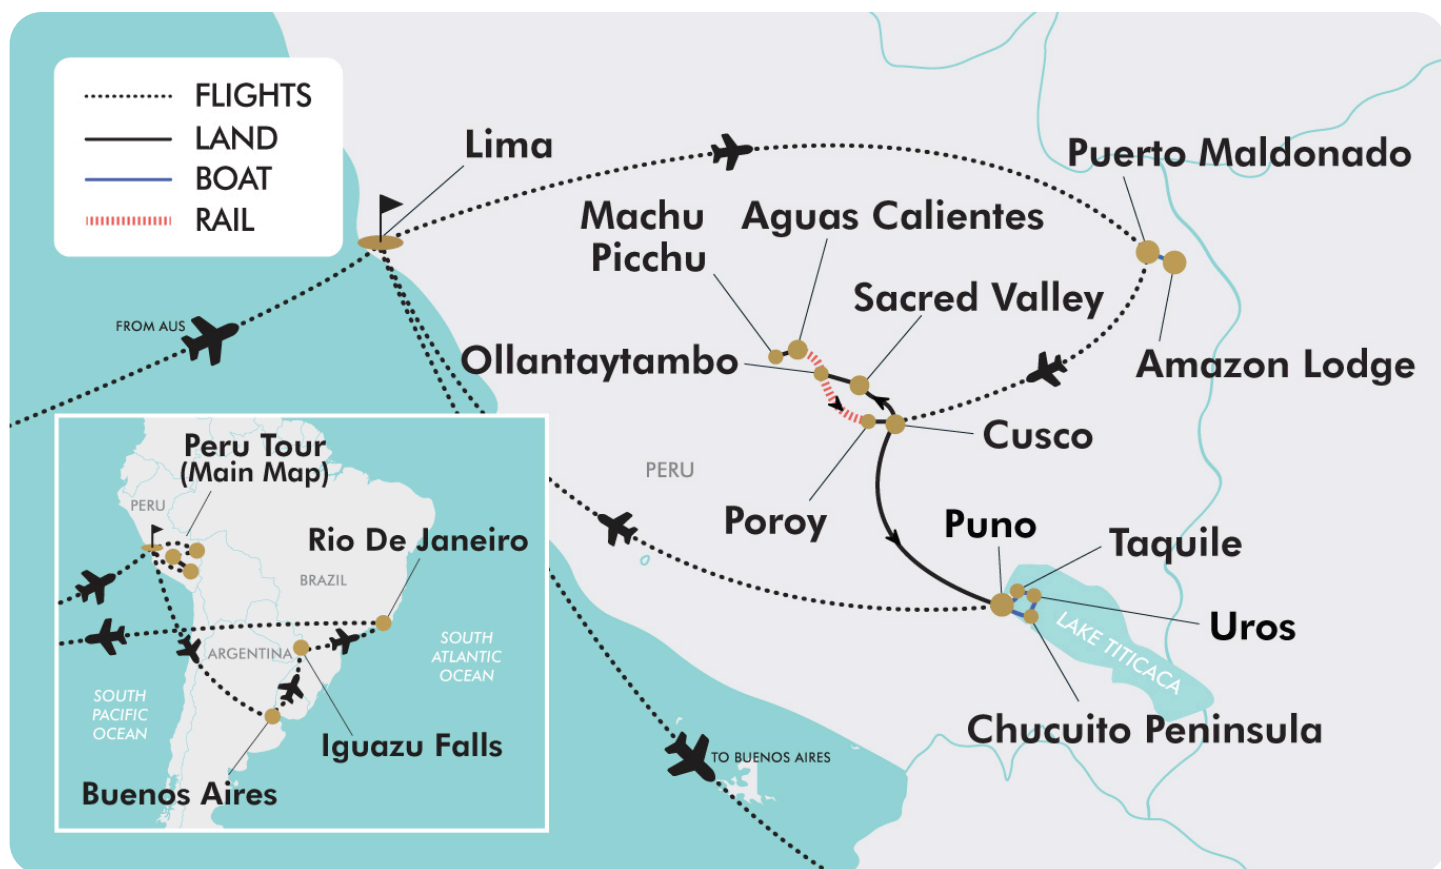 FLIGHTS
LAND
BOAT
RAIL
Lima
Puerto Maldonado
Machu
Picchu
Aguas Calientes
Sacred Valley
FROM AUS
Ollantaytambo
Amazon Lodge
Cusco
PERU
Poroy
Puno
Taquile
Uros
LAKE TITICACA
Chucuito Peninsula
TO BUENOS AIRES
Peru Tour
(Main Map)
PERU
Rio De Janeiro
BRAZIL
ARGENTINA
SOUTH
ATLANTIC
OCEAN
SOUTH
PACIFIC
OCEAN
Iguazu Falls
Buenos Aires